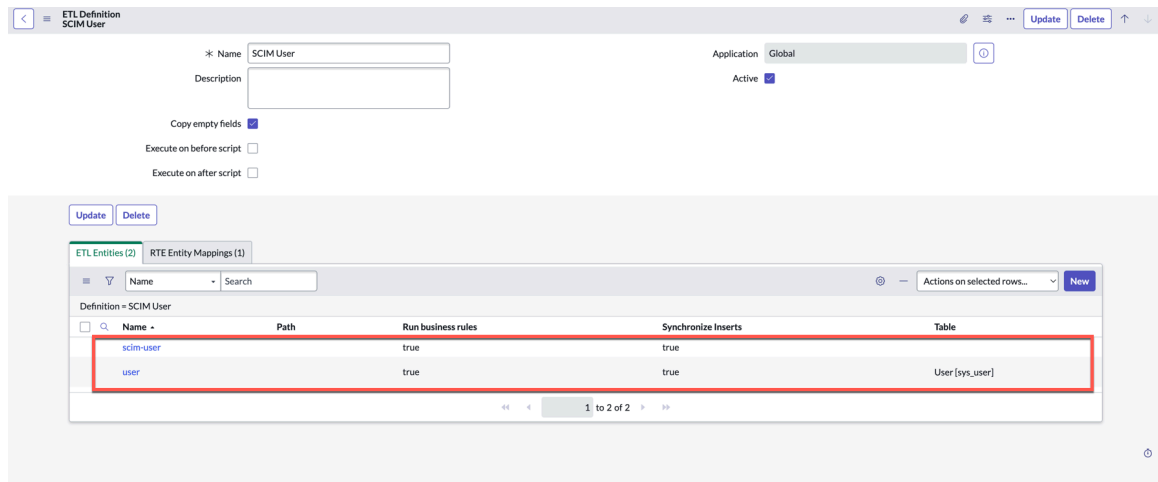 ETL Definition
SCIM User
Update Delete
Name SCIM User
Application Global
Description
Active
Copy empty fields
Execute on before script
Execute on after script
Update Delete
ETL Entities (2) RTE Entity Mappings (1)
Name Search Actions on selected rows... New
Definition = SCIM User
Name Path Run business rules Synchronize Inserts Table
scim-user true true
user true true User [sys_user]
1 to 2 of 2